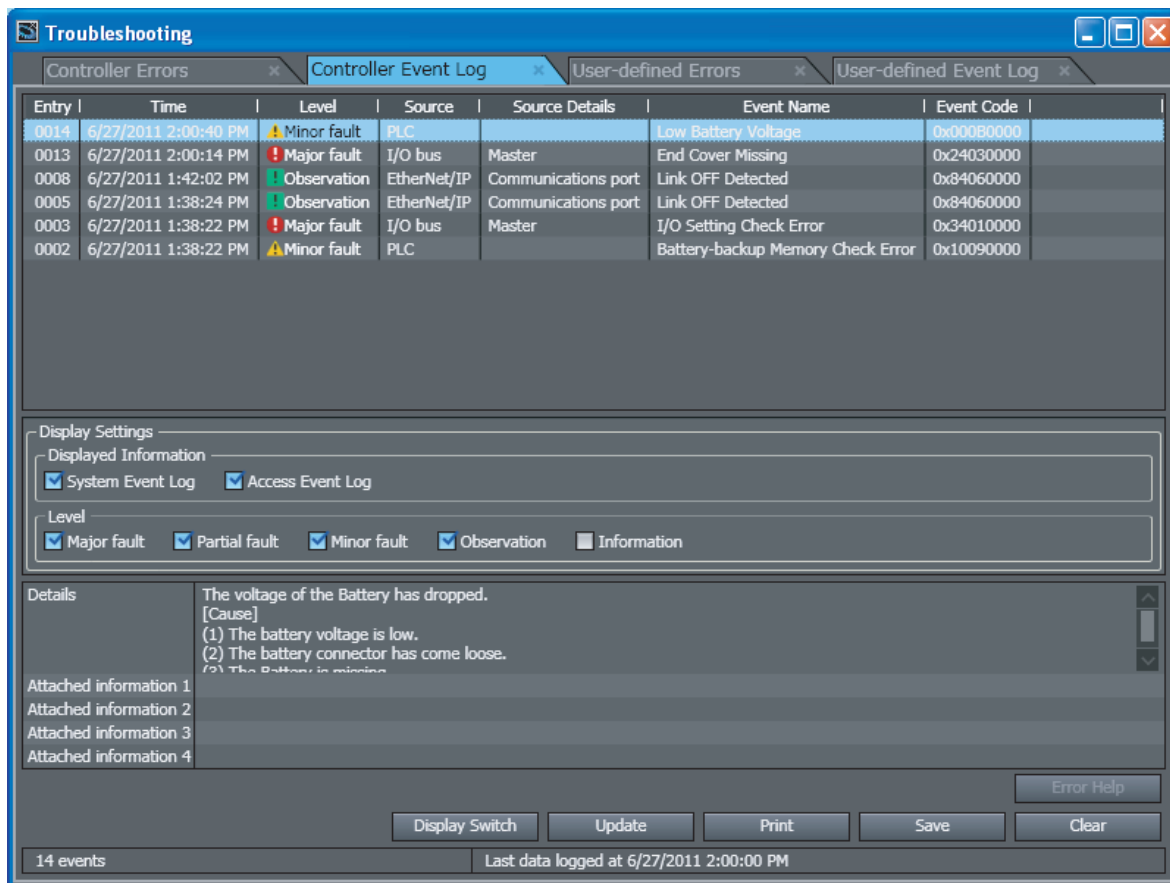 Troubleshooting
Controller Errors × Controller Event Log × User-defined Errors × User-defined Event Log ×
Entry Time Level Source Source Details Event Name Event Code
0014 6/27/2011 2:00:40 PM Minor fault PLC Low Battery Voltage 0x000B0000
0013 6/27/2011 2:00:14 PM Major fault I/O bus Master End Cover Missing 0x24030000
0008 6/27/2011 1:42:02 PM Observation EtherNet/IP Communications port Link OFF Detected 0x84060000
0005 6/27/2011 1:38:24 PM Observation EtherNet/IP Communications port Link OFF Detected 0x84060000
0003 6/27/2011 1:38:22 PM Major fault I/O bus Master I/O Setting Check Error 0x34010000
0002 6/27/2011 1:38:22 PM Minor fault PLC Battery-backup Memory Check Error 0x10090000
Display Settings
Displayed Information
System Event Log Access Event Log
Level
Major fault Partial fault Minor fault Observation Information
Details The voltage of the Battery has dropped.
[Cause]
(1) The battery voltage is low.
(2) The battery connector has come loose.
(3) The Battery is missing
Attached information 1
Attached information 2
Attached information 3
Attached information 4
Error Help
Display Switch Update Print Save Clear
14 events Last data logged at 6/27/2011 2:00:00 PM